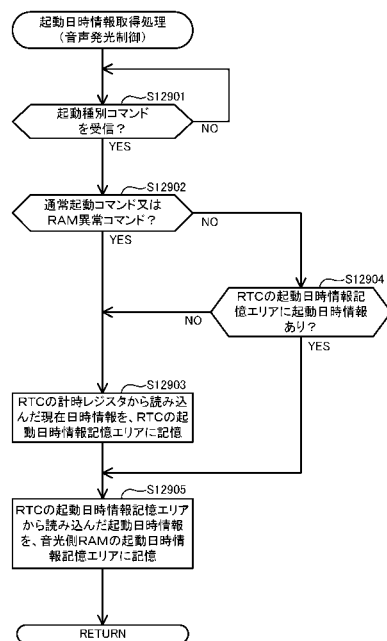 起動日時情報取得処理
(音声発光制御)
S12901
起動種別コマンド
を受信?
NO
YES
S12902
通常起動コマンド又は
RAM異常コマンド?
NO
YES
S12904
RTCの起動日時情報記
憶エリアに起動日時情報
あり?
NO
YES
S12903
RTCの計時レジスタから読み込
んだ現在日時情報を、RTCの起
動日時情報記憶エリアに記憶
S12905
RTCの起動日時情報記憶エリア
から読み込んだ起動日時情報
を、音光側RAMの起動日時情
報記憶エリアに記憶
RETURN